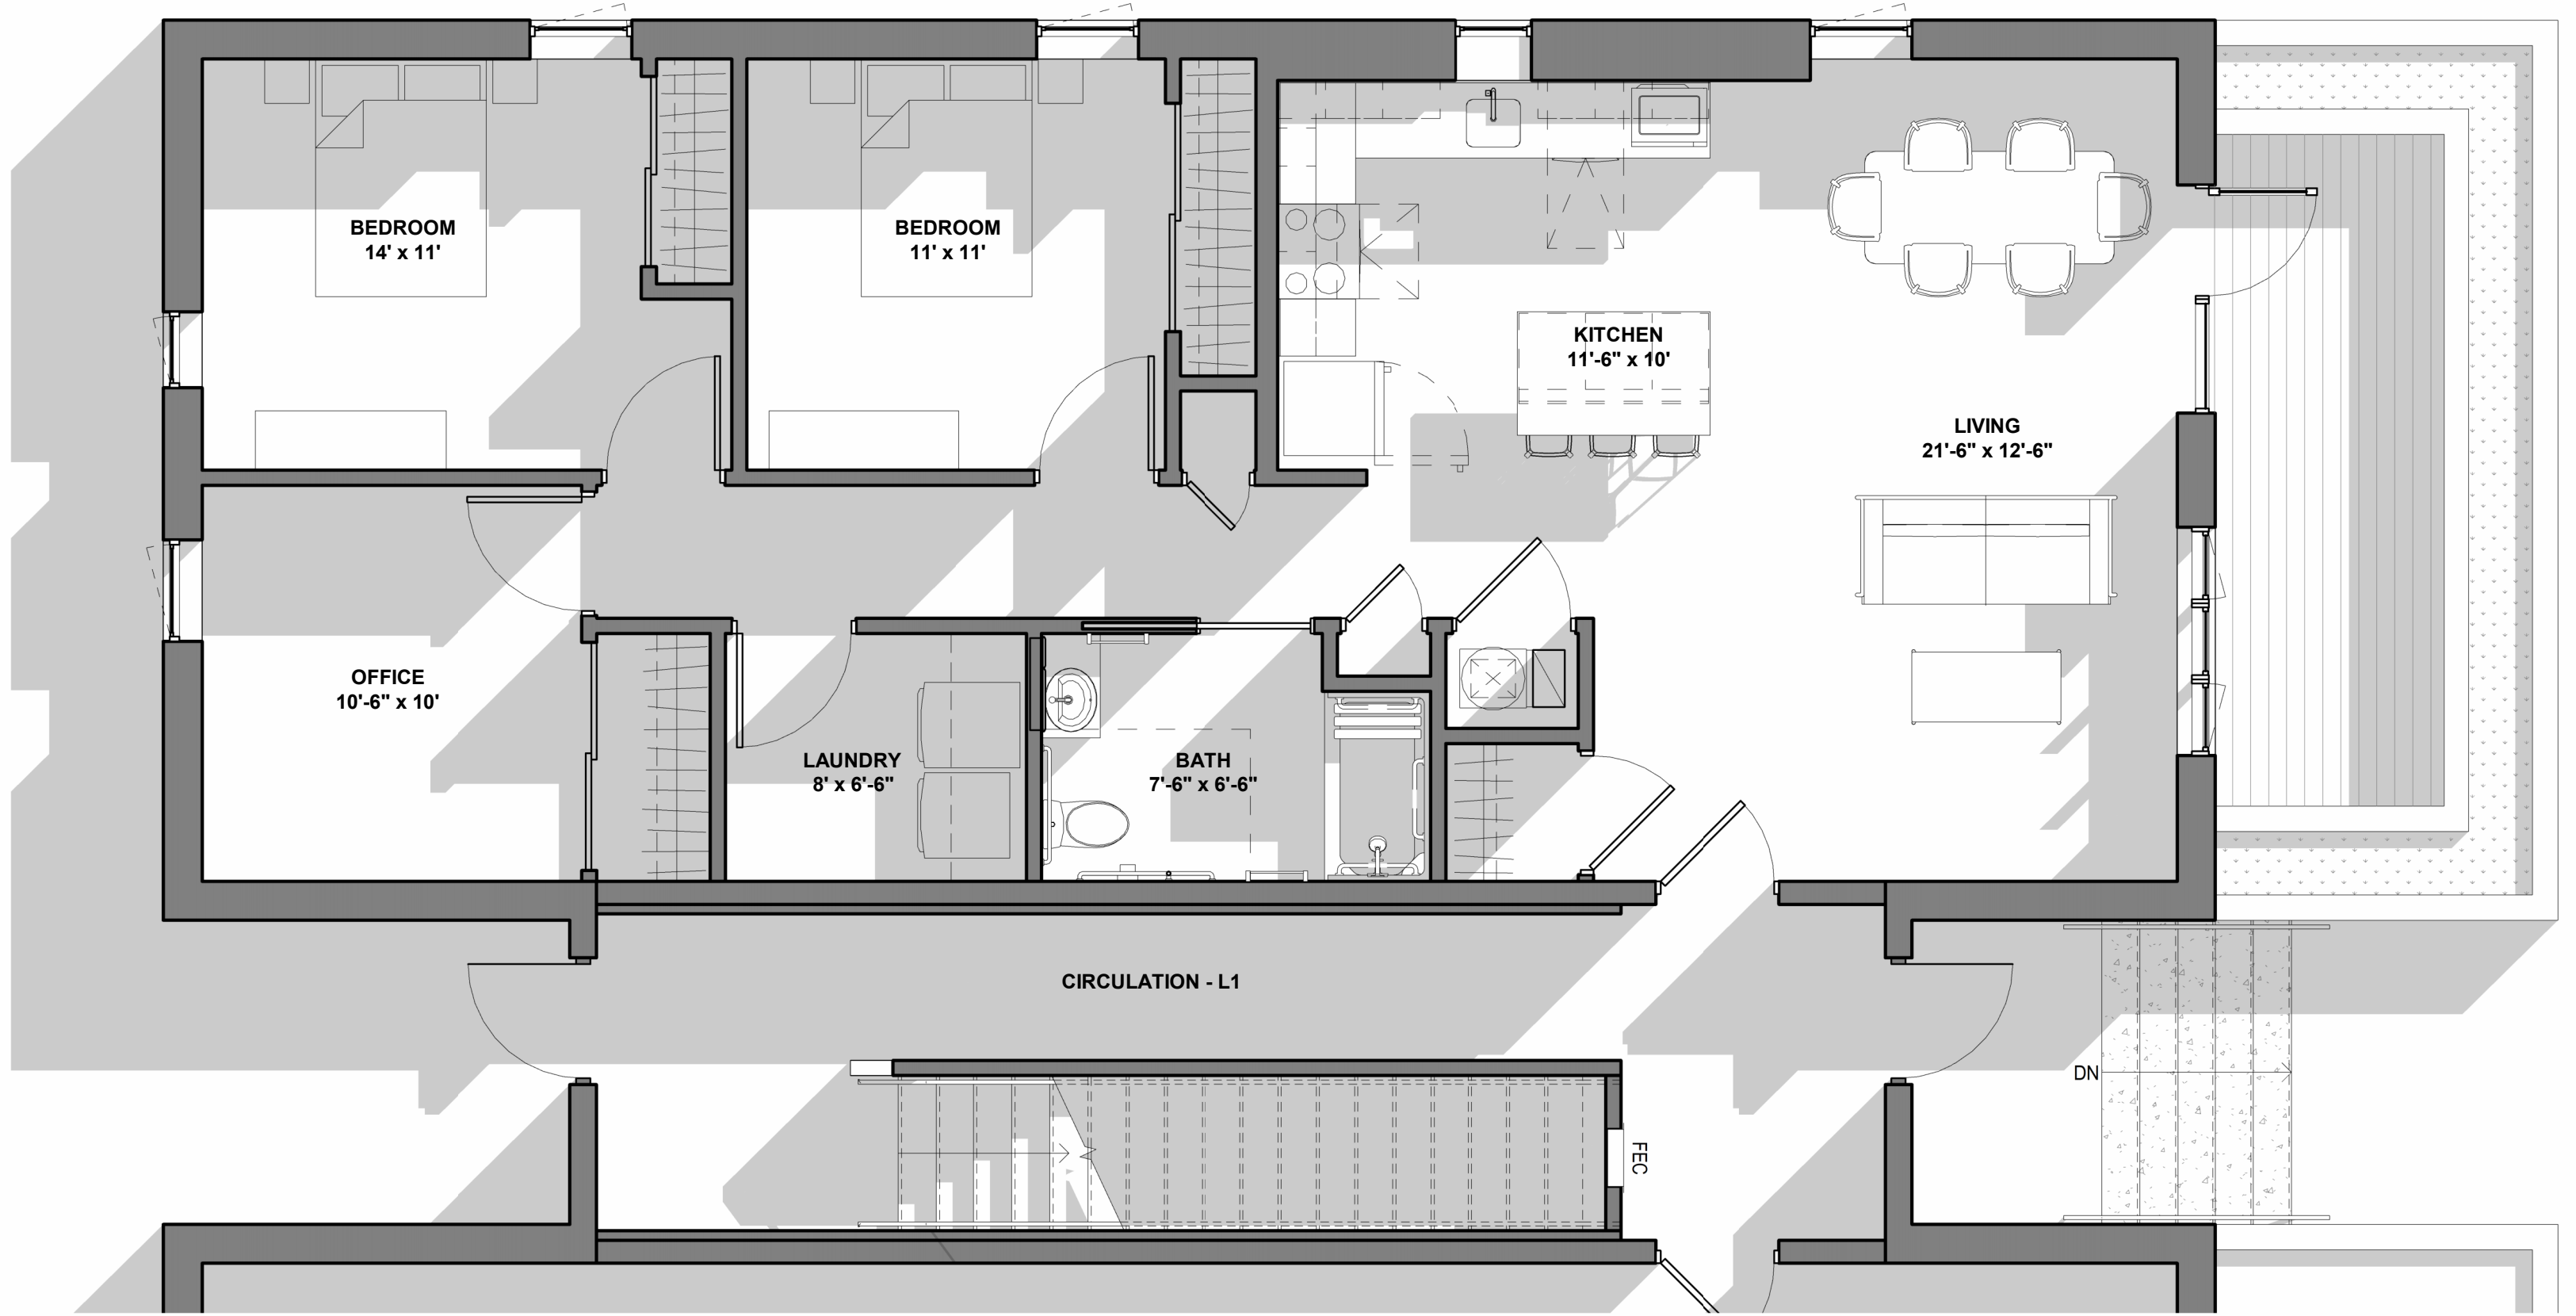 BEDROOM
14' x 11'
BEDROOM
11' x 11'
KITCHEN
11'-6" x 10'
LIVING
21'-6" x 12'-6"
OFFICE
10'-6" x 10'
LAUNDRY
8' x 6'-6"
BATH
7'-6" x 6'-6"
CIRCULATION - L1
DN
FEC